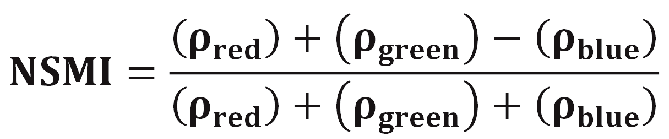 NSMI = (ρred) + (ρgreen) − (ρblue) / (ρred) + (ρgreen) + (ρblue)